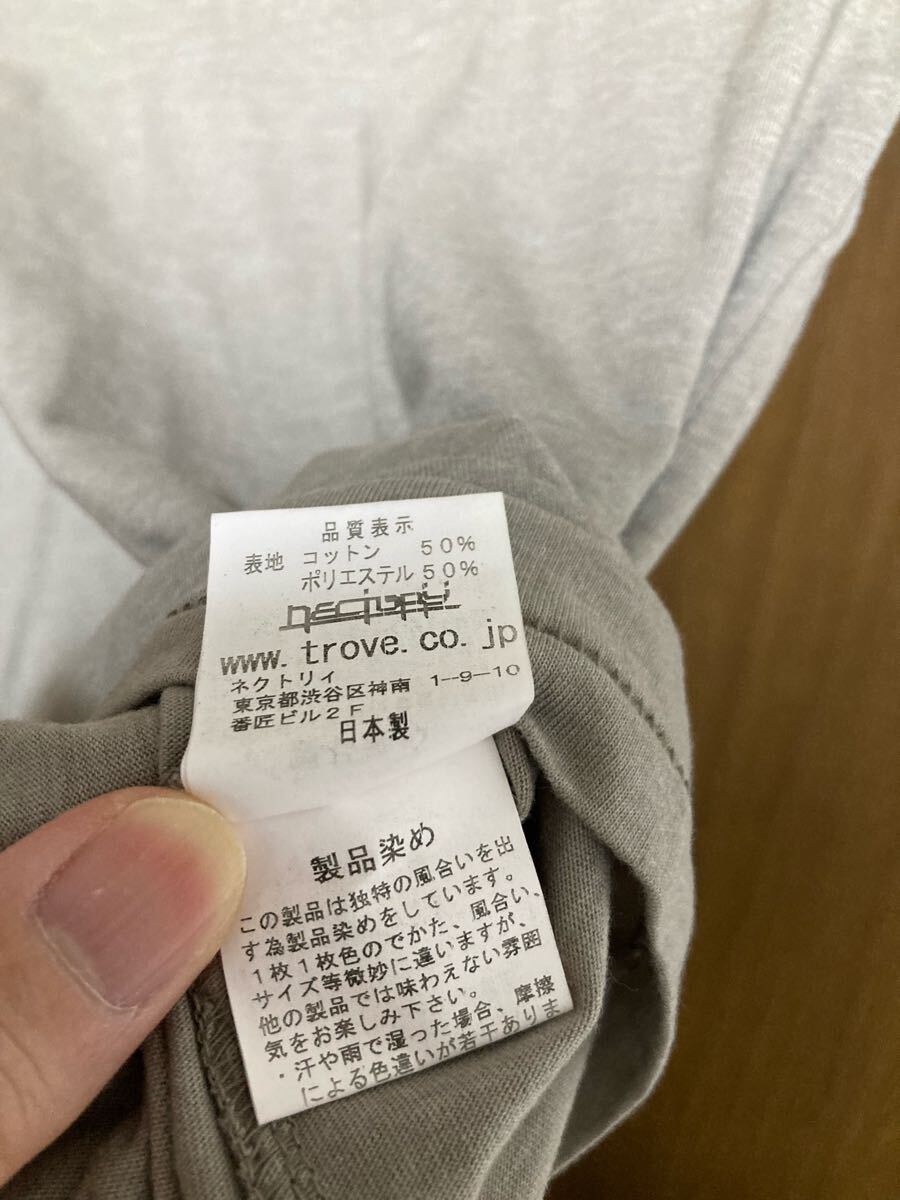 品質表示
表地 コットン 50%
ポリエステル50%
www.trove.co.jp
ネクトリィ
東京都渋谷区神南 1-9-10
番匠ビル2F
日本製
製品染め
この製品は独特の風合いを出
す為製品染めをしています。
1枚1枚色のでかた、風合い、
サイズ等微妙に違いますが、
他の製品では味わえない雰囲
気をお楽しみ下さい。
・汗や雨で湿った場合、摩擦
による色違いが若干ありま